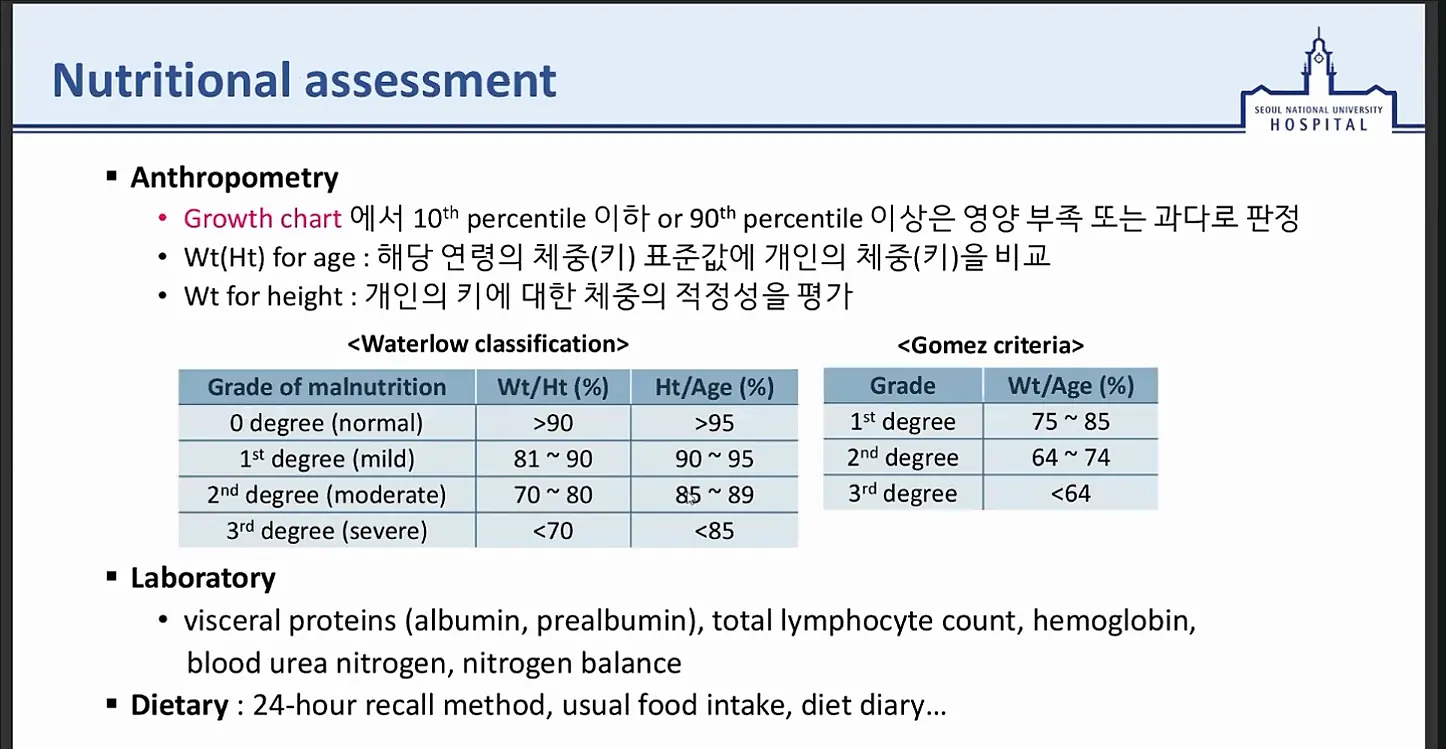 Nutritional assessment
SEOUL NATIONAL UNIVERSITY
HOSPITAL
▪ Anthropometry
• Growth chart 에서 10th percentile 이하 or 90th percentile 이상은 영양 부족 또는 과다로 판정
• Wt(Ht) for age : 해당 연령의 체중(키) 표준값에 개인의 체중(키)을 비교
• Wt for height : 개인의 키에 대한 체중의 적정성을 평가
<Waterlow classification>
Grade of malnutrition Wt/Ht (%) Ht/Age (%)
0 degree (normal) >90 >95
1st degree (mild) 81 ~ 90 90 ~ 95
2nd degree (moderate) 70 ~ 80 85 ~ 89
3rd degree (severe) <70 <85
<Gomez criteria>
Grade Wt/Age (%)
1st degree 75 ~ 85
2nd degree 64 ~ 74
3rd degree <64
▪ Laboratory
• visceral proteins (albumin, prealbumin), total lymphocyte count, hemoglobin,
blood urea nitrogen, nitrogen balance
▪ Dietary : 24-hour recall method, usual food intake, diet diary…